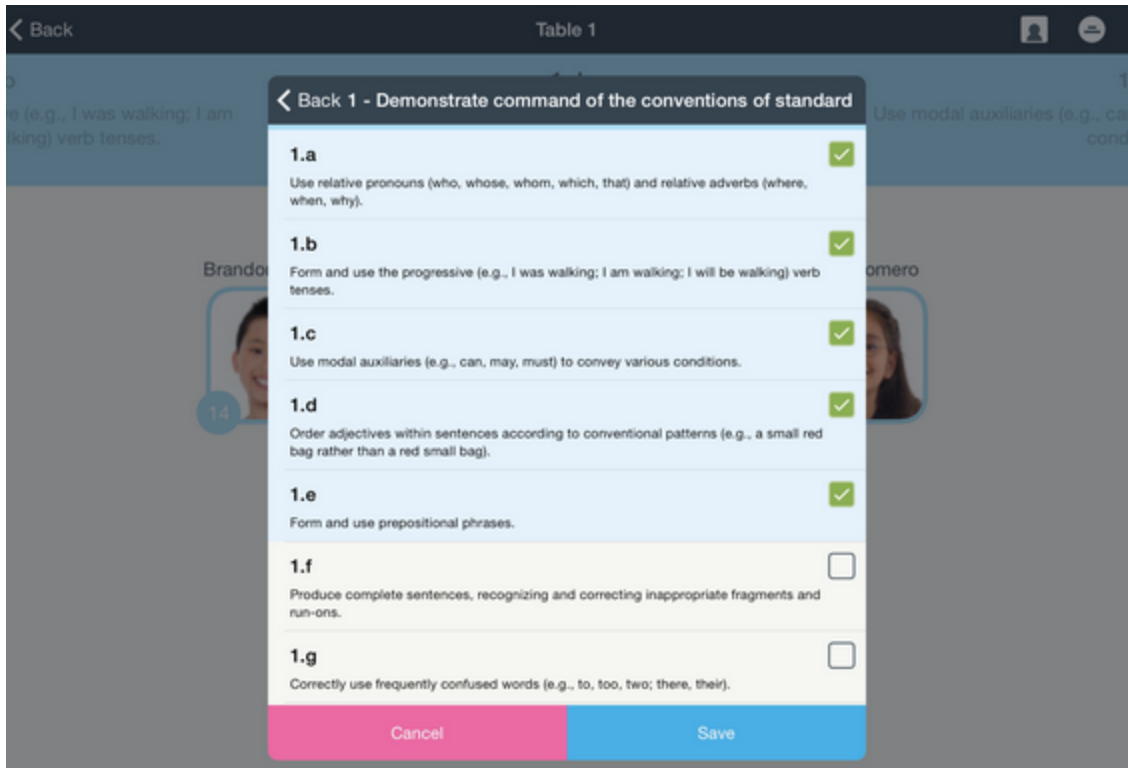 Back
Table 1
e (e.g., I was walking; I am
lking) verb tenses.
1
Use modal auxiliaries (e.g., ca
cond
Back 1 - Demonstrate command of the conventions of standard
1.a
Use relative pronouns (who, whose, whom, which, that) and relative adverbs (where,
when, why).
1.b
Form and use the progressive (e.g., I was walking; I am walking; I will be walking) verb
tenses.
1.c
Use modal auxiliaries (e.g., can, may, must) to convey various conditions.
1.d
Order adjectives within sentences according to conventional patterns (e.g., a small red
bag rather than a red small bag).
1.e
Form and use prepositional phrases.
1.f
Produce complete sentences, recognizing and correcting inappropriate fragments and
run-ons.
1.g
Correctly use frequently confused words (e.g., to, too, two; there, their).
Brando
omero
14
Cancel
Save